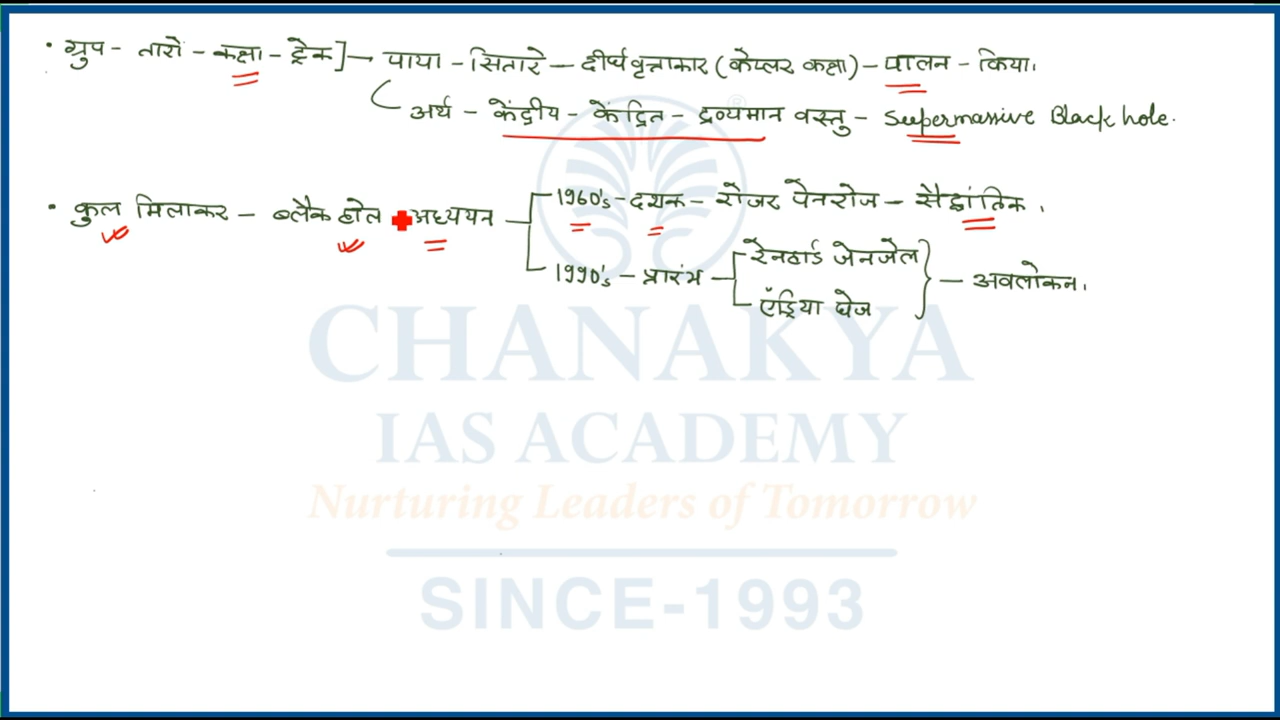 • ग्रुप - तारों - कक्षा - ट्रेक] → पाया - सितारे – दीर्घवृत्ताकार (केप्लर कक्षा) – पालन - किया।
अर्थ - केंद्रीय - केंद्रित - द्रव्यमान वस्तु - Supermassive Black hole.
• कुल मिलाकर – ब्लैक होल अध्ययन
1960's - दशक - रोजर पेनरोज – सैद्धांतिक .
1990's - प्रारंभ
रेनहार्ड जेनजेल
एंड्रिया घेज
— अवलोकन।
CHANAKYA
IAS ACADEMY
Nurturing Leaders of Tomorrow
SINCE-1993